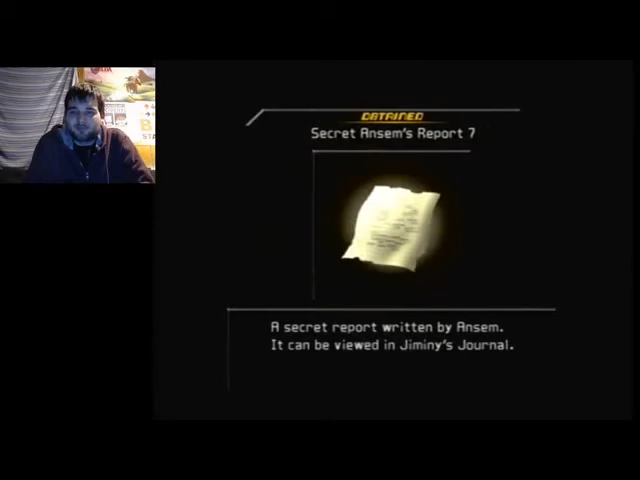 OBTAINED
Secret Ansem's Report 7
A secret report written by Ansem.
It can be viewed in Jiminy's Journal.